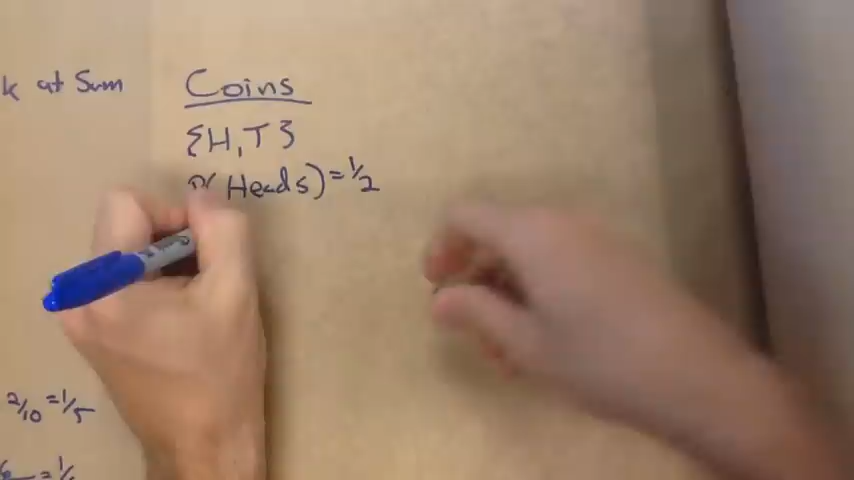 k at Sum
Coins
{H,T}
P(Heads)=1/2
2/10=1/5